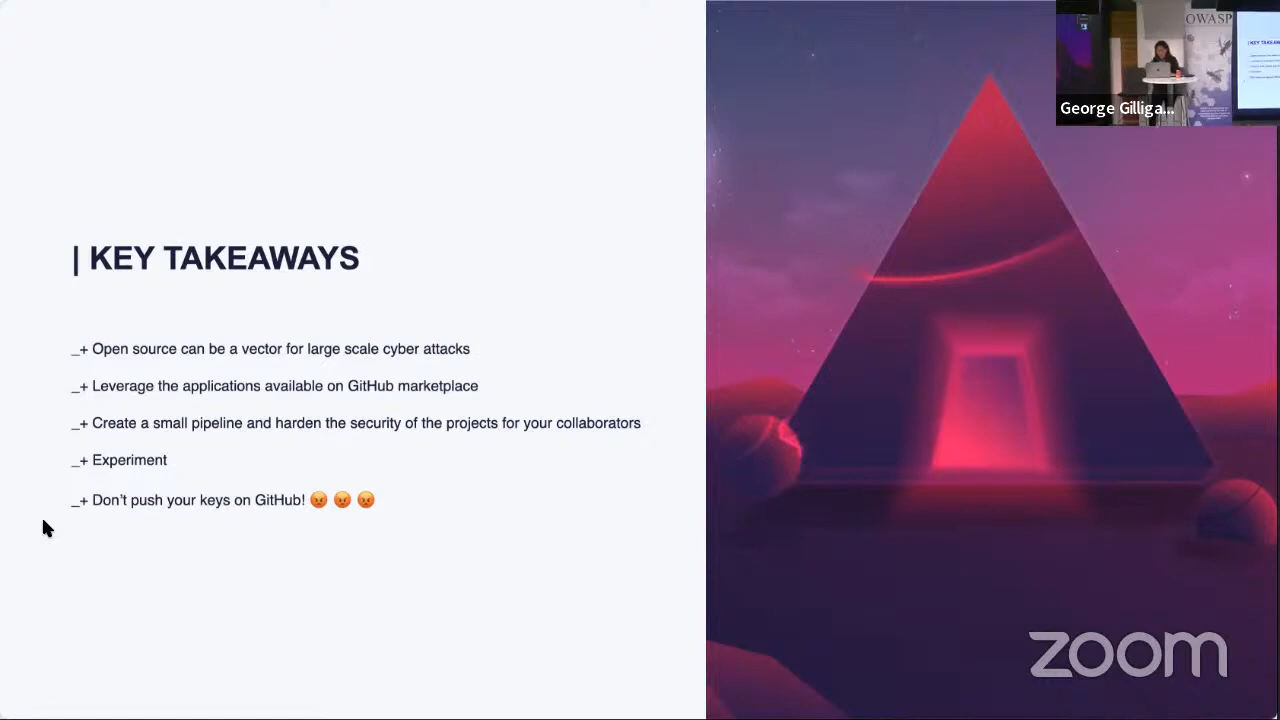 OWASP
| KEY TAKEAW
George Gilliga...
| KEY TAKEAWAYS
_+ Open source can be a vector for large scale cyber attacks
_+ Leverage the applications available on GitHub marketplace
_+ Create a small pipeline and harden the security of the projects for your collaborators
_+ Experiment
_+ Don't push your keys on GitHub! 😡 😡 😡
zoom